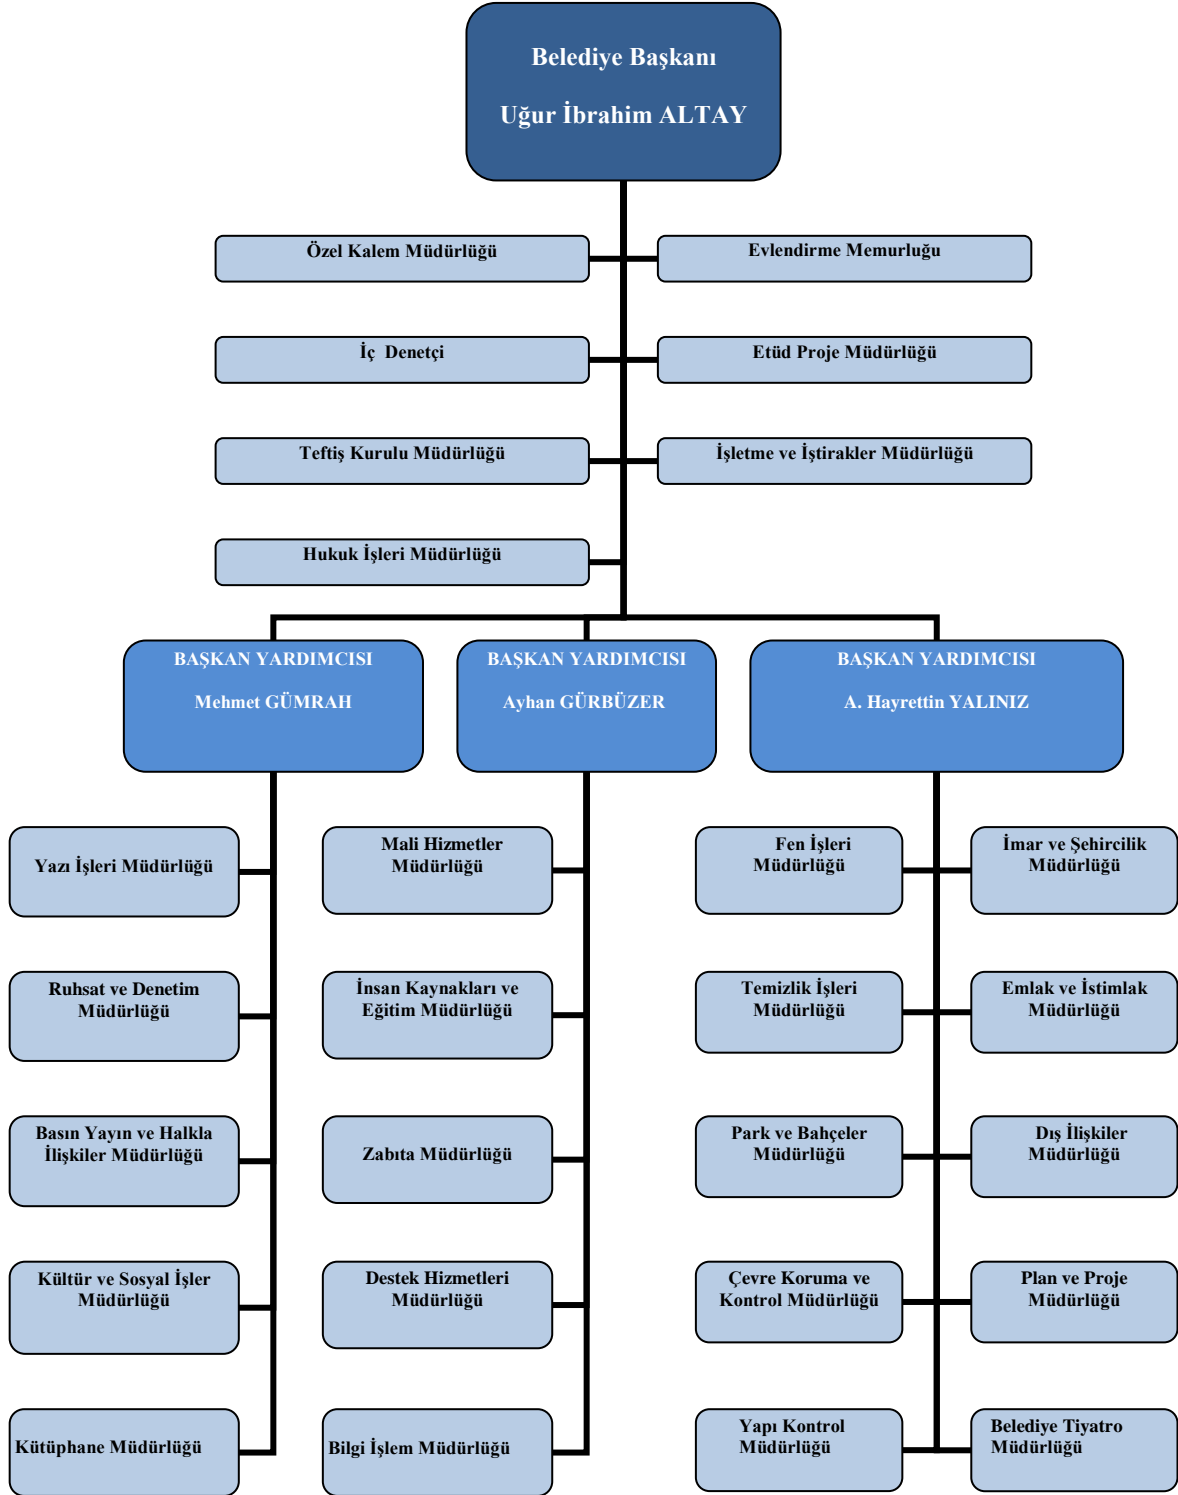 Belediye Başkanı
Uğur İbrahim ALTAY
Özel Kalem Müdürlüğü
Evlendirme Memurluğu
İç Denetçi
Etüd Proje Müdürlüğü
Teftiş Kurulu Müdürlüğü
İşletme ve İştirakler Müdürlüğü
Hukuk İşleri Müdürlüğü
BAŞKAN YARDIMCISI
Mehmet GÜMRAH
BAŞKAN YARDIMCISI
Ayhan GÜRBÜZER
BAŞKAN YARDIMCISI
A. Hayrettin YALINIZ
Yazı İşleri Müdürlüğü
Mali Hizmetler
Müdürlüğü
Fen İşleri
Müdürlüğü
İmar ve Şehircilik
Müdürlüğü
Ruhsat ve Denetim
Müdürlüğü
İnsan Kaynakları ve
Eğitim Müdürlüğü
Temizlik İşleri
Müdürlüğü
Emlak ve İstimlak
Müdürlüğü
Basın Yayın ve Halkla
İlişkiler Müdürlüğü
Zabıta Müdürlüğü
Park ve Bahçeler
Müdürlüğü
Dış İlişkiler
Müdürlüğü
Kültür ve Sosyal İşler
Müdürlüğü
Destek Hizmetleri
Müdürlüğü
Çevre Koruma ve
Kontrol Müdürlüğü
Plan ve Proje
Müdürlüğü
Kütüphane Müdürlüğü
Bilgi İşlem Müdürlüğü
Yapı Kontrol
Müdürlüğü
Belediye Tiyatro
Müdürlüğü